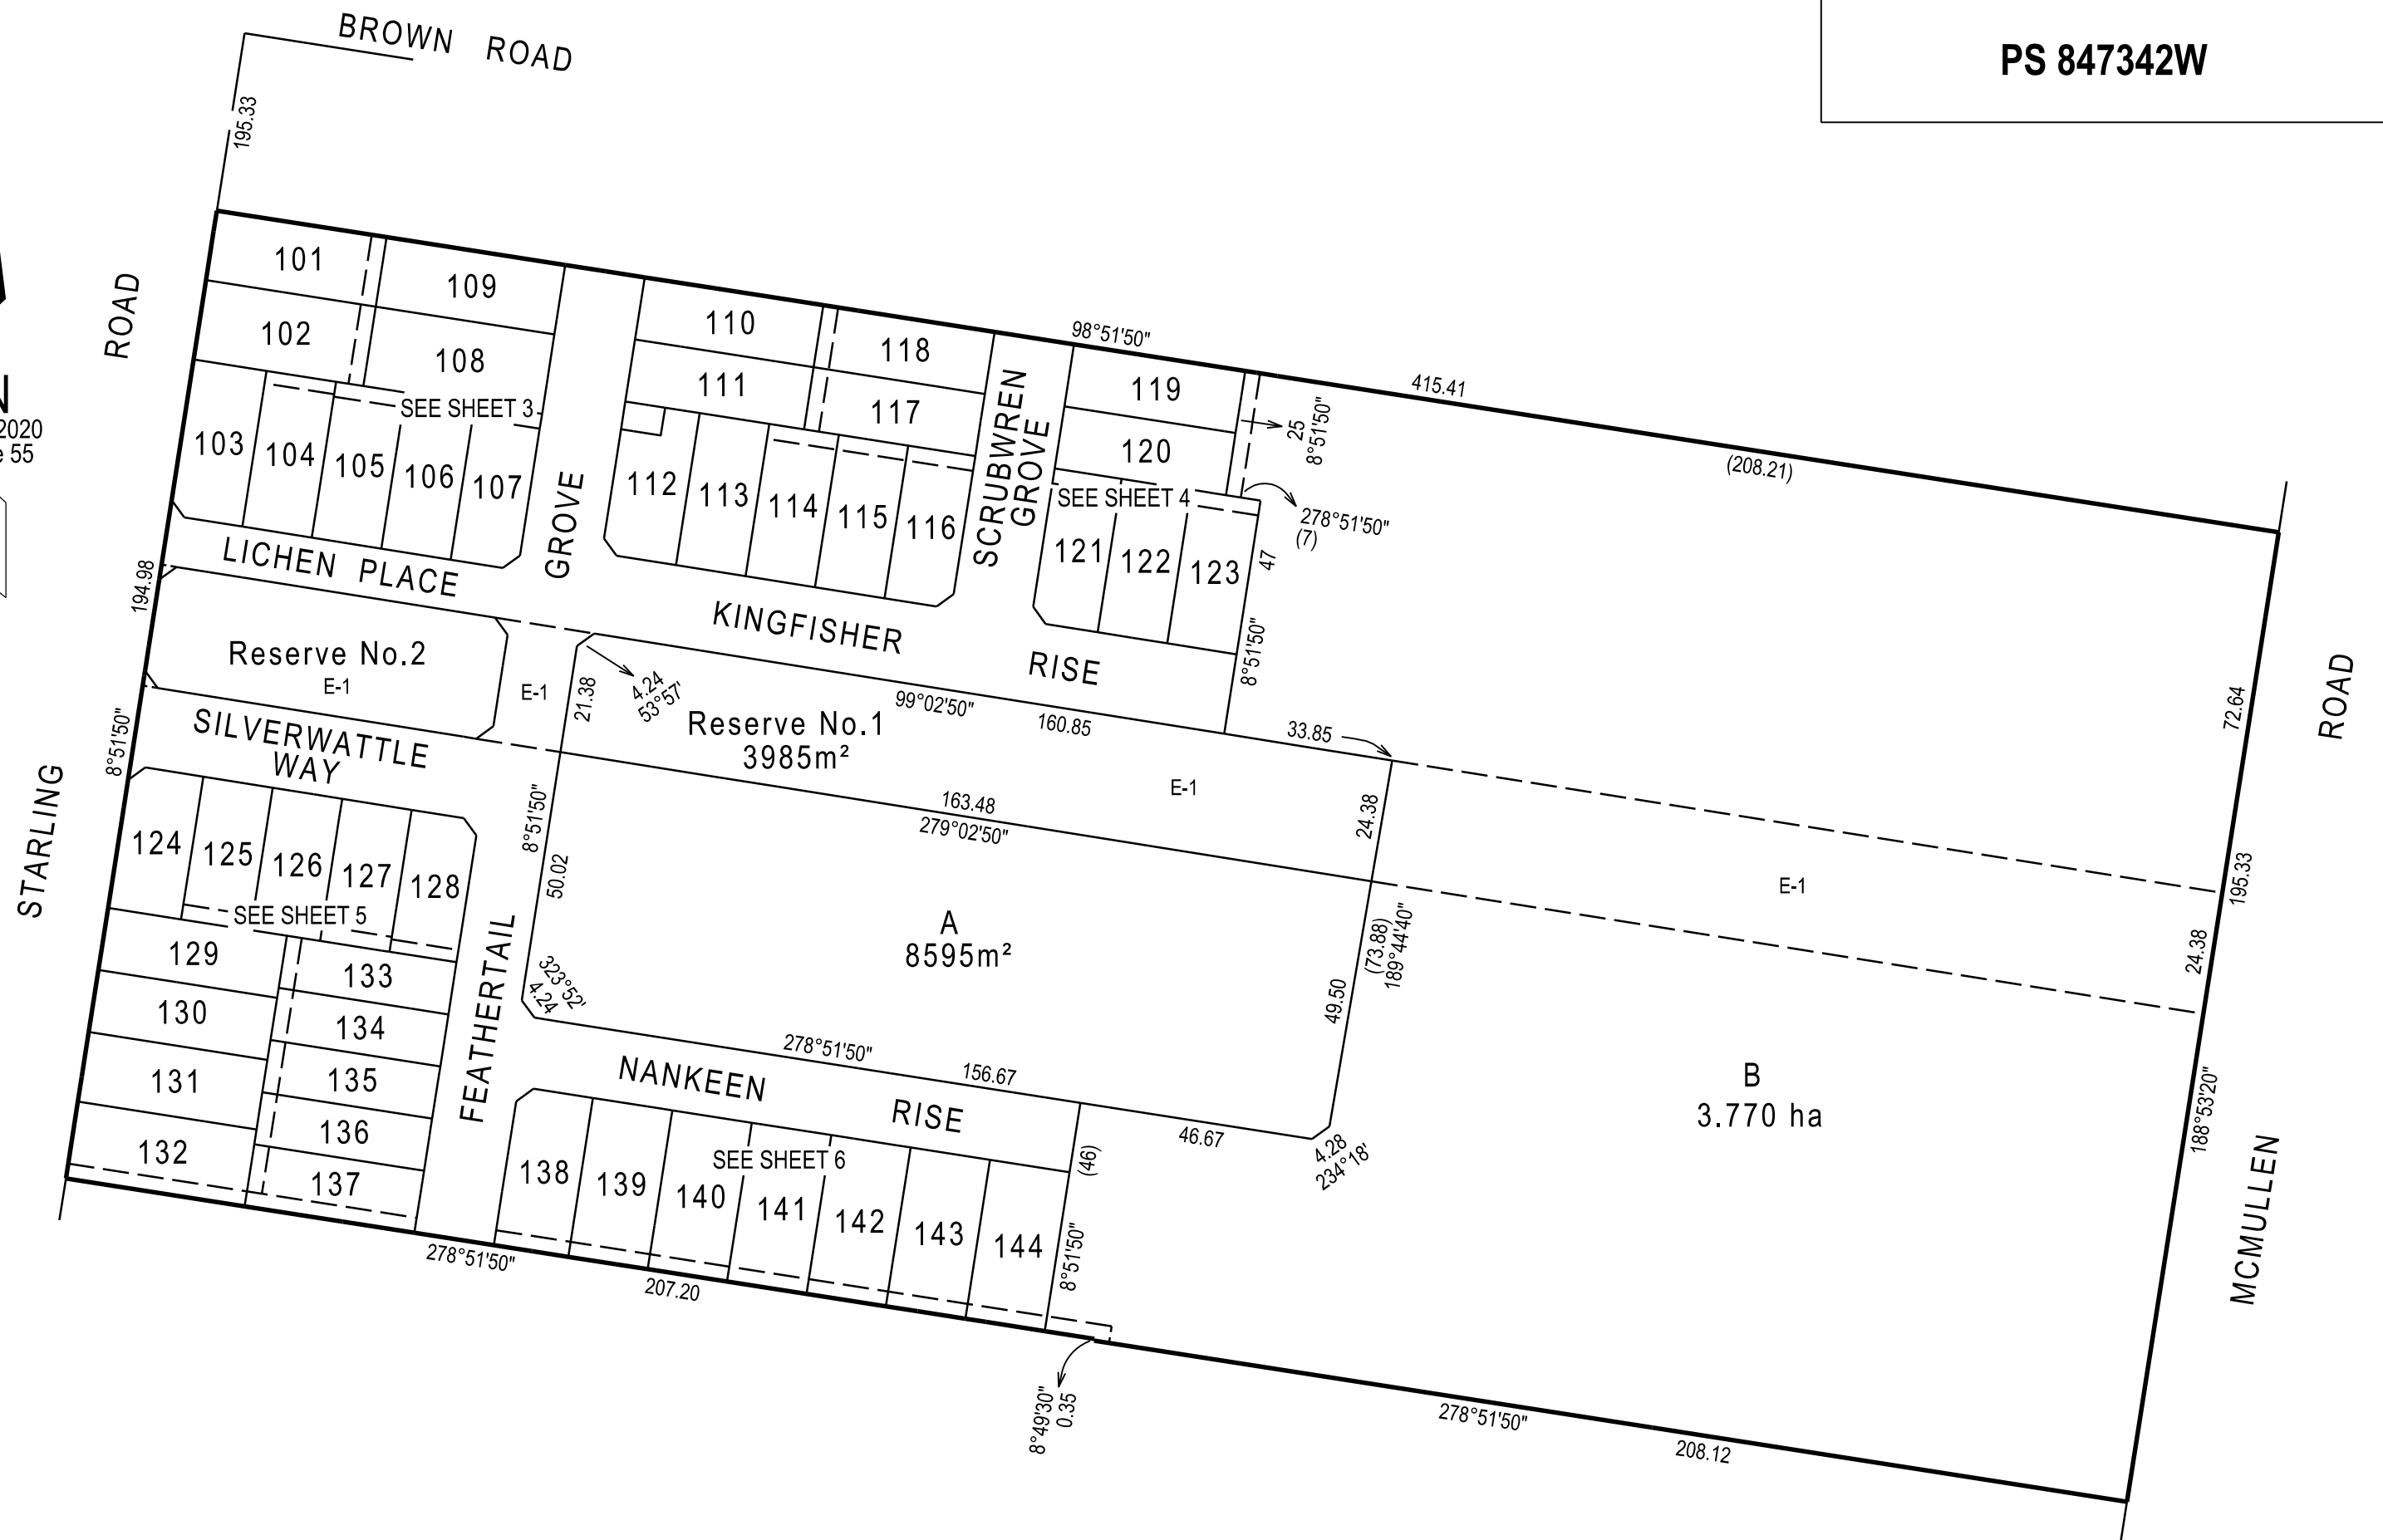 PS 847342W
BROWN ROAD
195.33
N
2020
55
ROAD
101
109
102
108
SEE SHEET 3
103
104
105
106
107
110
118
111
117
112
113
114
115
116
GROVE
SCRUBWREN
GROVE
98°51'50"
415.41
(208.21)
119
120
25
8°51'50"
SEE SHEET 4
278°51'50"
(7)
121
122
123
47
8°51'50"
LICHEN PLACE
KINGFISHER
RISE
194.98
Reserve No.2
E-1
E-1
21.38
4.24
53°57'
Reserve No.1
3985m²
99°02'50"
160.85
33.85
E-1
24.38
163.48
279°02'50"
72.64
ROAD
SILVERWATTLE
WAY
8°51'50"
STARLING
124
125
126
127
128
SEE SHEET 5
8°51'50"
50.02
A
8595m²
E-1
195.33
24.38
(73.88)
189°44'40"
49.50
129
133
130
134
131
135
136
132
137
FEATHERTAIL
323°52'
4.24
278°51'50"
156.67
NANKEEN
RISE
46.67
4.28
234°18'
B
3.770 ha
188°53'20"
MCMULLEN
138
139
140
SEE SHEET 6
141
142
143
144
(46)
8°51'50"
278°51'50"
207.20
8°49'30"
0.35
278°51'50"
208.12